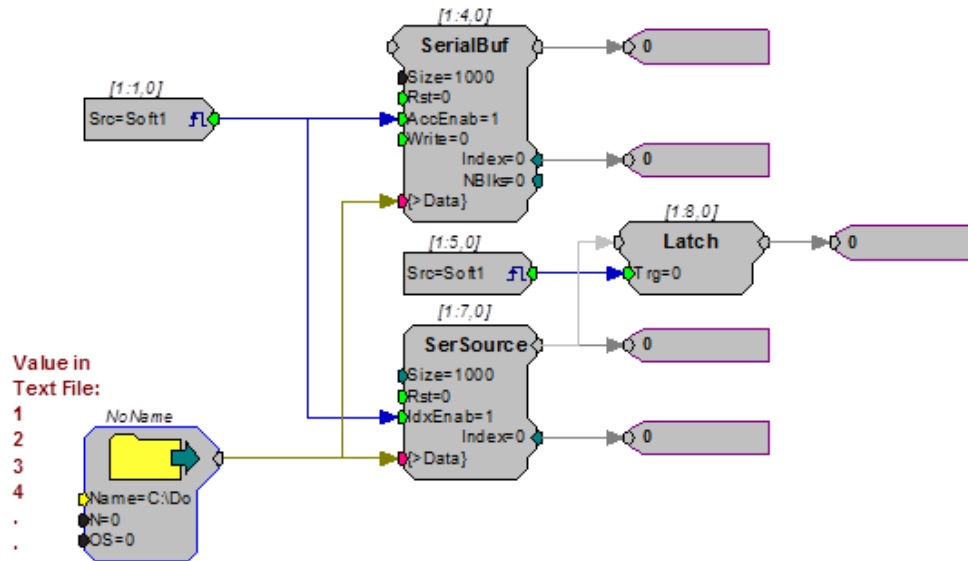 [1:4,0]
SerialBuf
0
Size=1000
[1:1,0]
Rst=0
Src=Soft1
AccEnab=1
Write=0
Index=0
0
NBlks=0
{>Data}
[1:8,0]
[1:5,0]
Latch
0
Src=Soft1
Trg=0
[1:7,0]
SerSource
0
Size=1000
Rst=0
IdxEnab=1
Index=0
0
{>Data}
Value in
Text File:
1
2
3
4
.
.
NoName
Name=C:\Do
N=0
OS=0